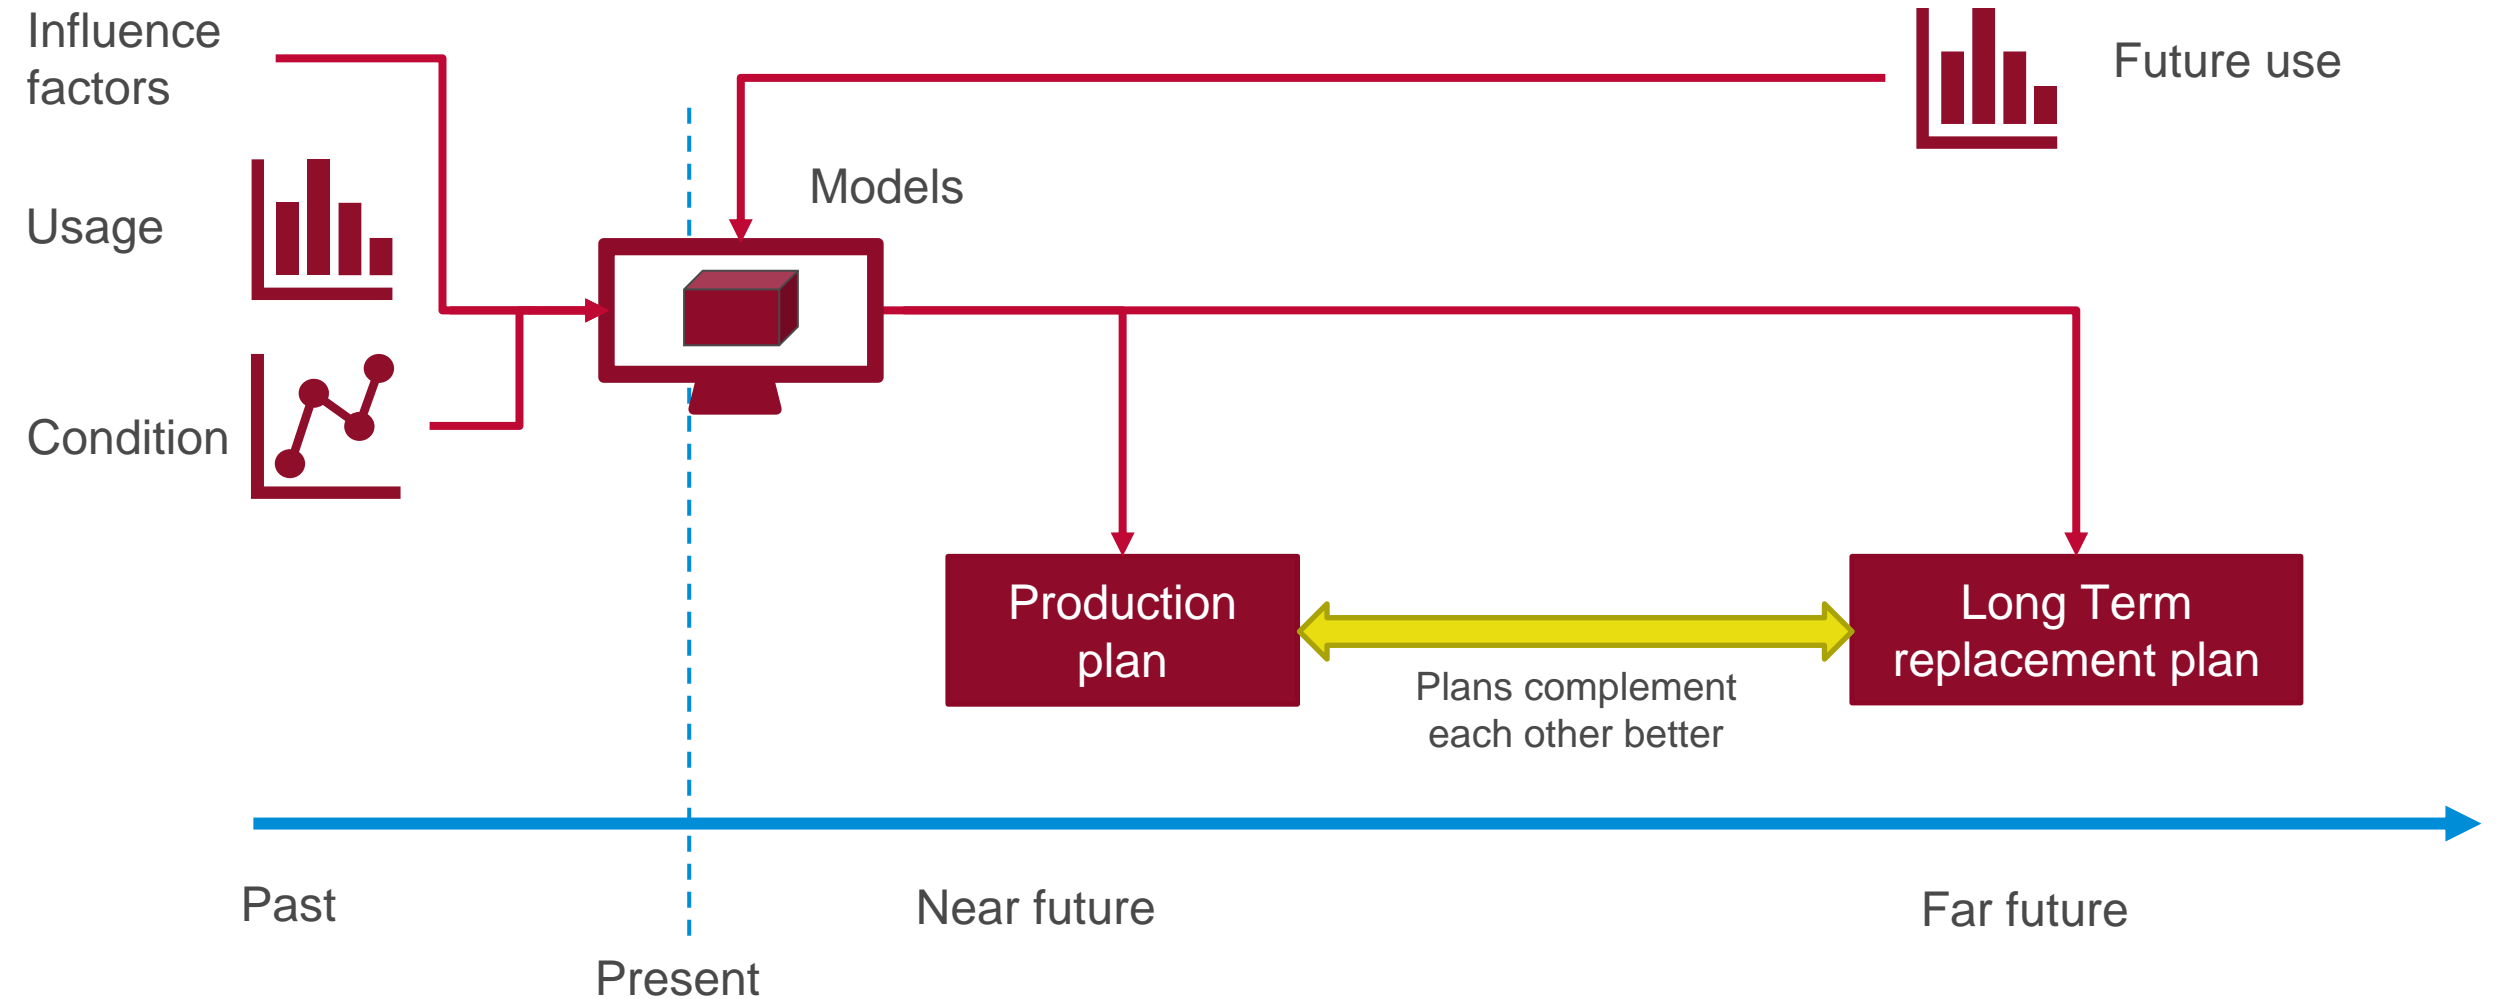 Influence
factors
Future use
Models
Usage
Condition
Production
plan
Long Term
replacement plan
Plans complement
each other better
Past
Near future
Far future
Present